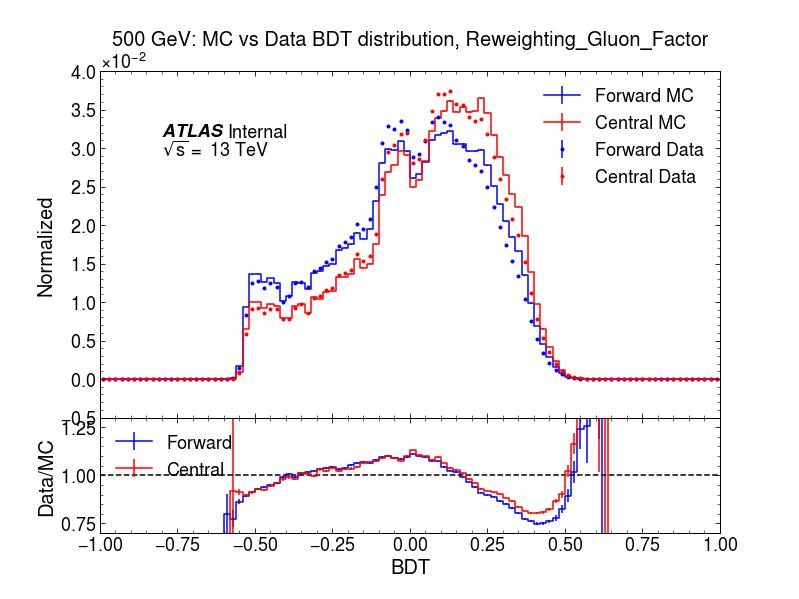 500 GeV: MC vs Data BDT distribution, Reweighting_Gluon_Factor
×10⁻²
4.0
3.5
3.0
2.5
2.0
1.5
1.0
0.5
0.0
Normalized
ATLAS Internal
√s = 13 TeV
Forward MC
Central MC
Forward Data
Central Data
0.5
1.25
1.00
0.75
Data/MC
Forward
Central
−1.00 −0.75 −0.50 −0.25 0.00 0.25 0.50 0.75 1.00
BDT